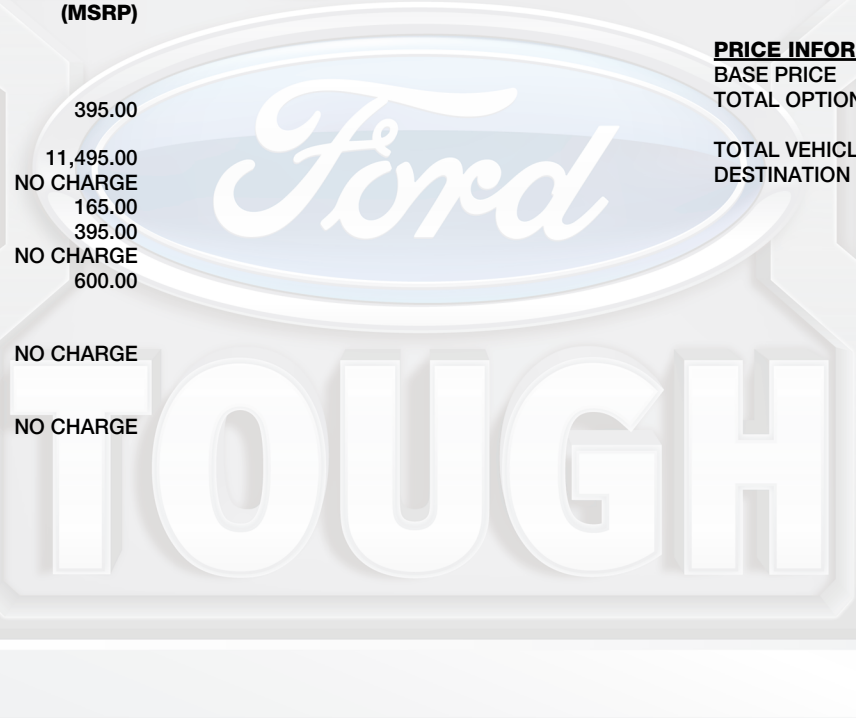 (MSRP)
395.00
11,495.00
NO CHARGE
165.00
395.00
NO CHARGE
600.00
NO CHARGE
NO CHARGE
PRICE INFOR
BASE PRICE
TOTAL OPTION
TOTAL VEHICL
DESTINATION
Ford
TOUGH